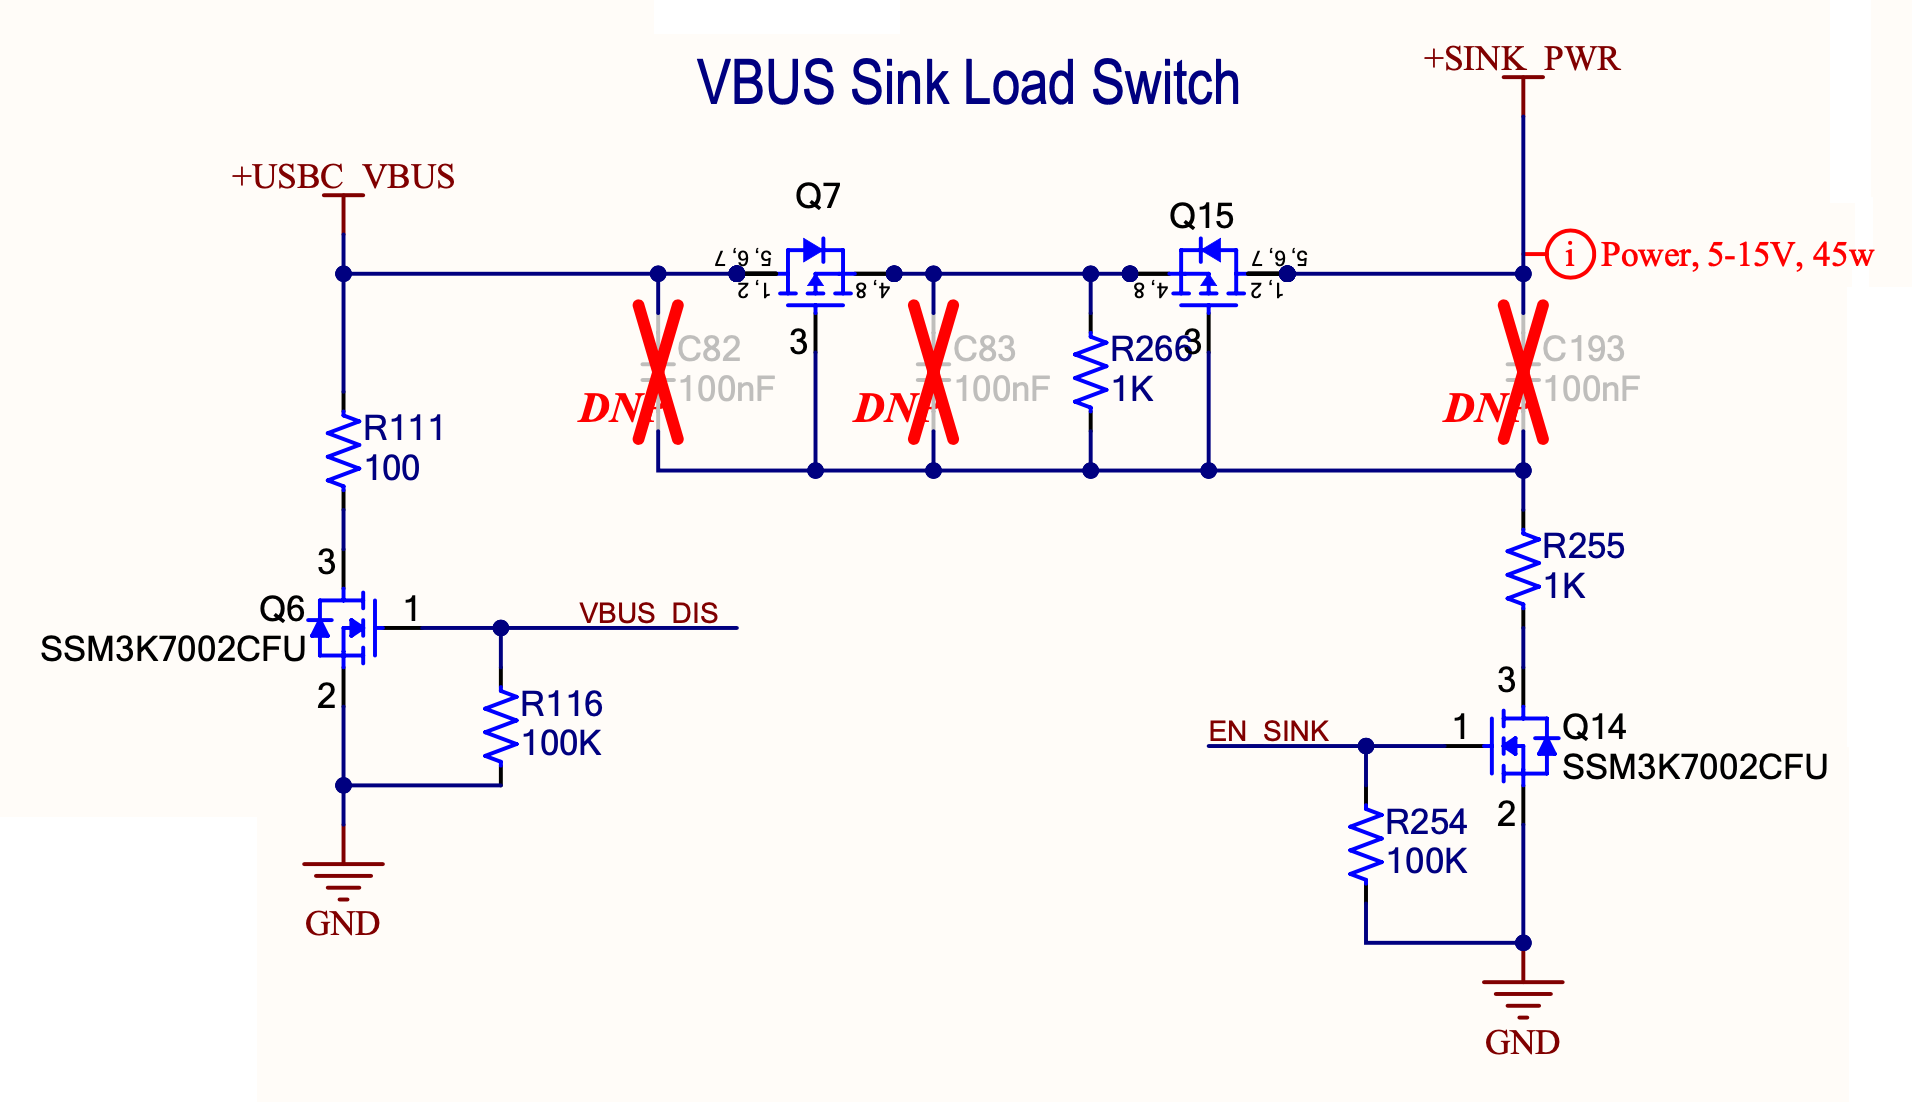 VBUS Sink Load Switch
+SINK_PWR
+USBC_VBUS
Q7
Q15
i
Power, 5-15V, 45w
5,6,7
1,2
4,8
3
4,8
5,6,7
1,2
3
C82
100nF
C83
100nF
R266
1K
C193
100nF
R111
100
R255
1K
3
Q6
SSM3K7002CFU
1
2
VBUS_DIS
R116
100K
EN_SINK
3
1
Q14
SSM3K7002CFU
2
R254
100K
GND
GND